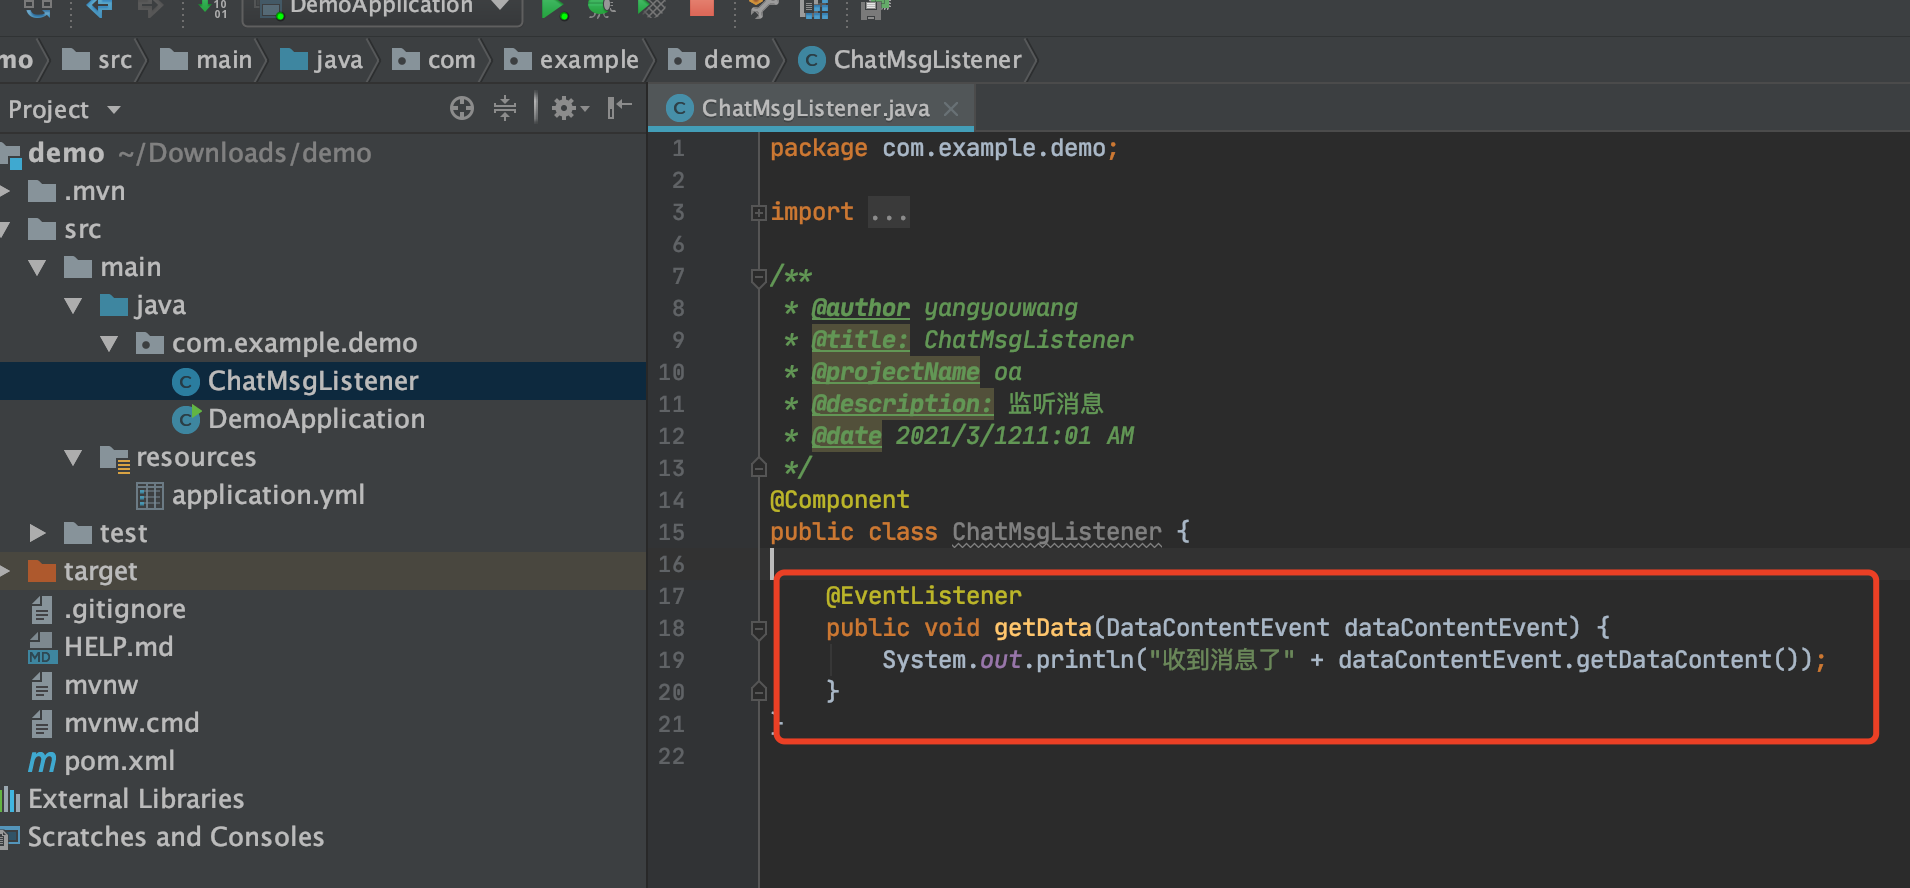 DemoApplication
mo src main java com example demo ChatMsgListener
Project
ChatMsgListener.java
demo ~/Downloads/demo
.mvn
src
main
java
com.example.demo
ChatMsgListener
DemoApplication
resources
application.yml
test
target
.gitignore
HELP.md
mvnw
mvnw.cmd
pom.xml
External Libraries
Scratches and Consoles
1 package com.example.demo;
2
3 import ...
6
7 /**
8 * @author yangyouwang
9 * @title: ChatMsgListener
10 * @projectName oa
11 * @description: 监听消息
12 * @date 2021/3/1211:01 AM
13 */
14 @Component
15 public class ChatMsgListener {
16
17 @EventListener
18 public void getData(DataContentEvent dataContentEvent) {
19 System.out.println("收到消息了" + dataContentEvent.getDataContent());
20 }
21 }
22